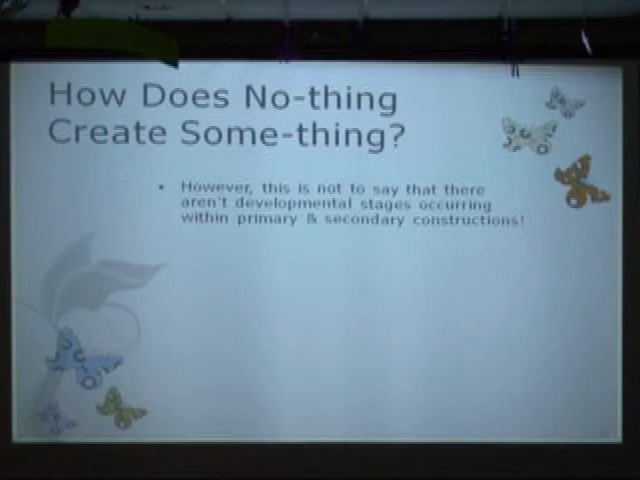 How Does No-thing
Create Some-thing?
• However, this is not to say that there
aren't developmental stages occurring
within primary & secondary constructions!